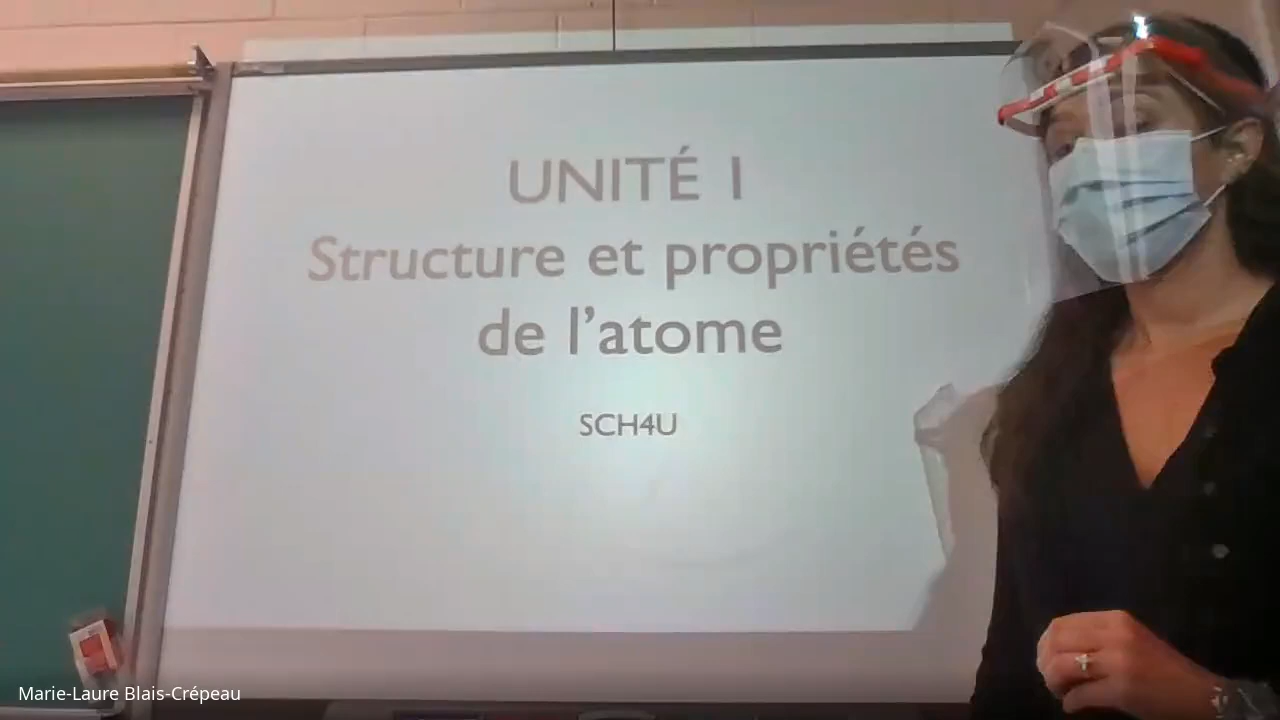 UNITÉ 1
Structure et propriétés
de l'atome
SCH4U
Marie-Laure Blais-Crépeau